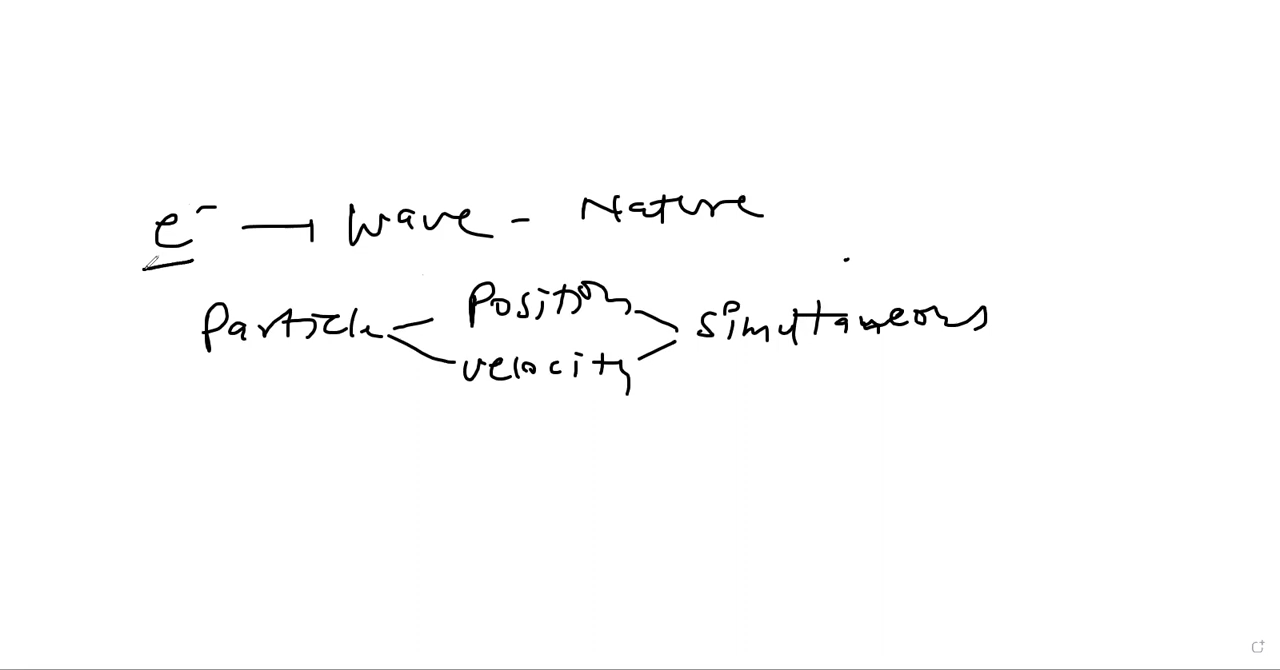 e⁻ → wave - Nature
Particle Position
velocity simultaneous